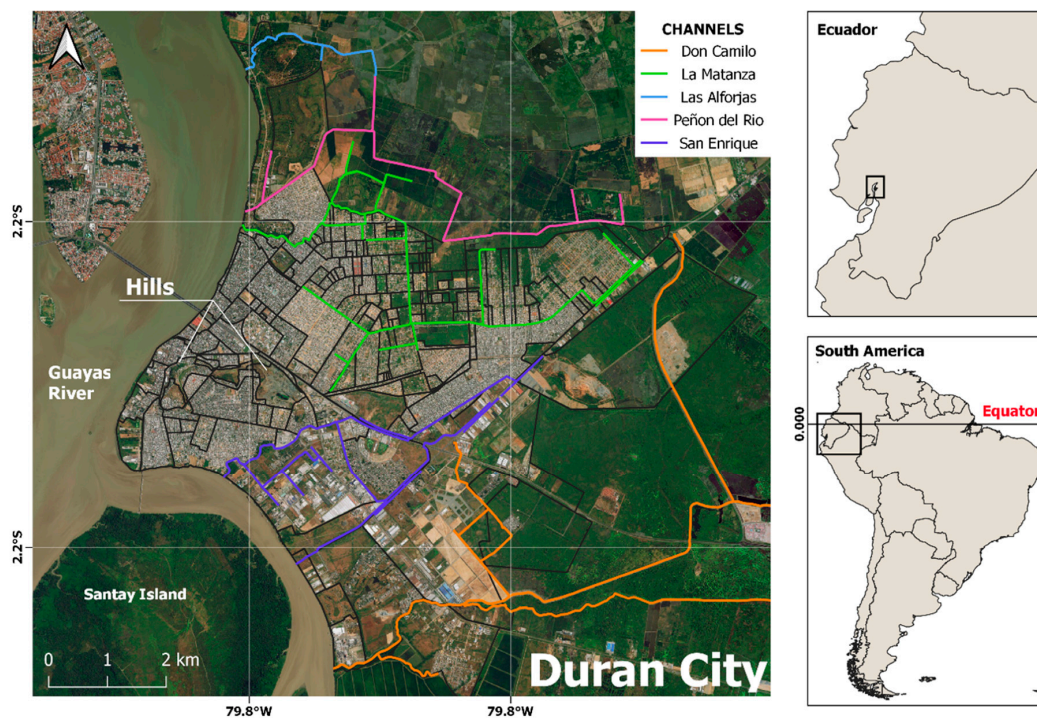 CHANNELS
Don Camilo
La Matanza
Las Alforjas
Peñon del Rio
San Enrique
2.2°S
Hills
Guayas
River
2.2°S
Santay Island
0 1 2 km
Duran City
79.8°W 79.8°W
Ecuador
South America
Equator
0.000